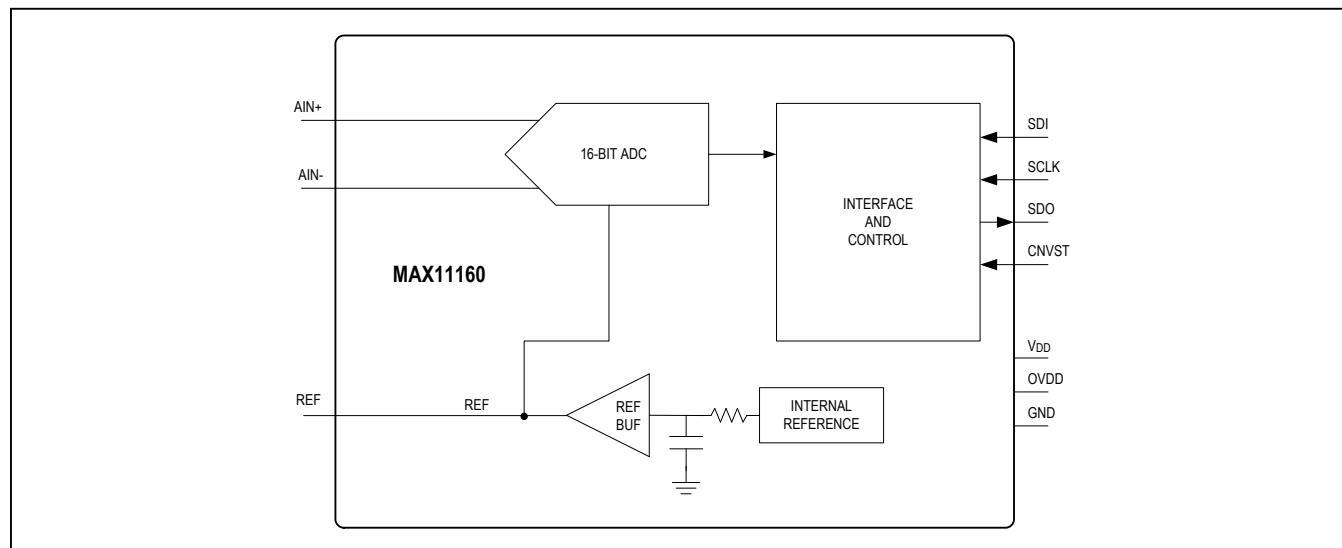 AIN+
AIN-
16-BIT ADC
INTERFACE
AND
CONTROL
SDI
SCLK
SDO
CNVST
MAX11160
VDD
OVDD
GND
REF
REF
REF
BUF
INTERNAL
REFERENCE